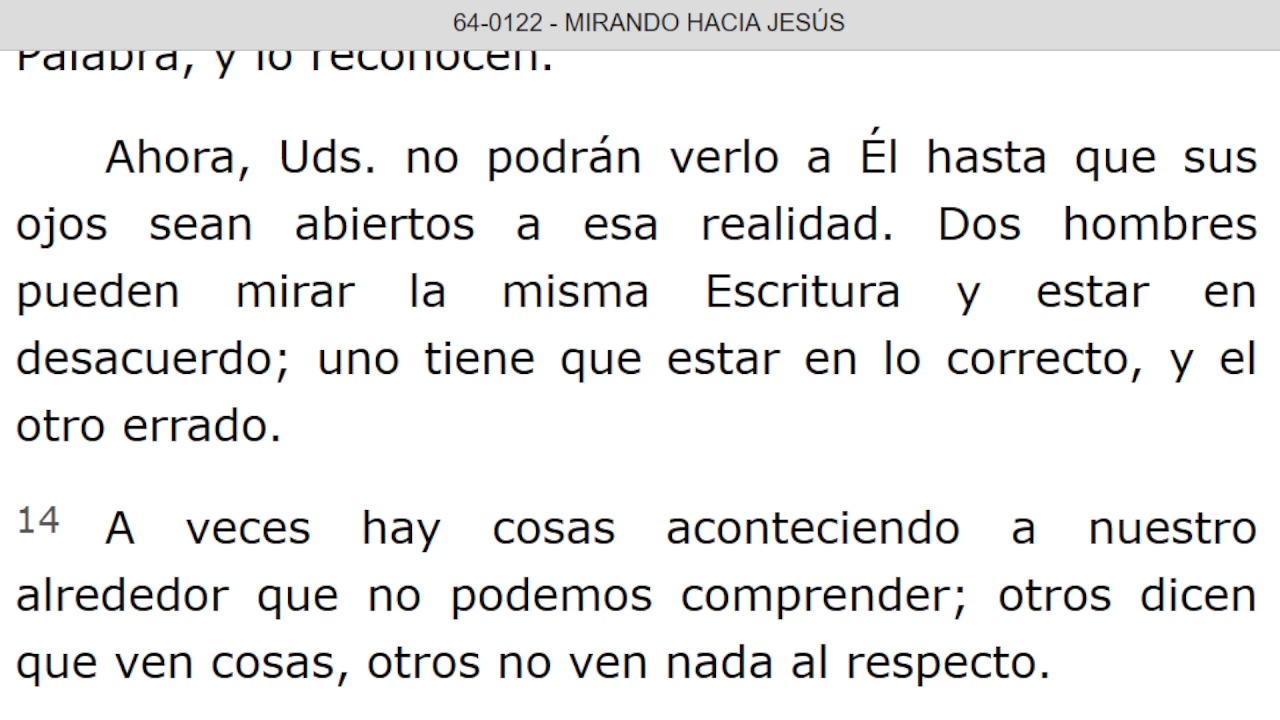 64-0122 - MIRANDO HACIA JESÚS
Palabra, y lo reconocen.
Ahora, Uds. no podrán verlo a Él hasta que sus
ojos sean abiertos a esa realidad. Dos hombres
pueden mirar la misma Escritura y estar en
desacuerdo; uno tiene que estar en lo correcto, y el
otro errado.
14 A veces hay cosas aconteciendo a nuestro
alrededor que no podemos comprender; otros dicen
que ven cosas, otros no ven nada al respecto.